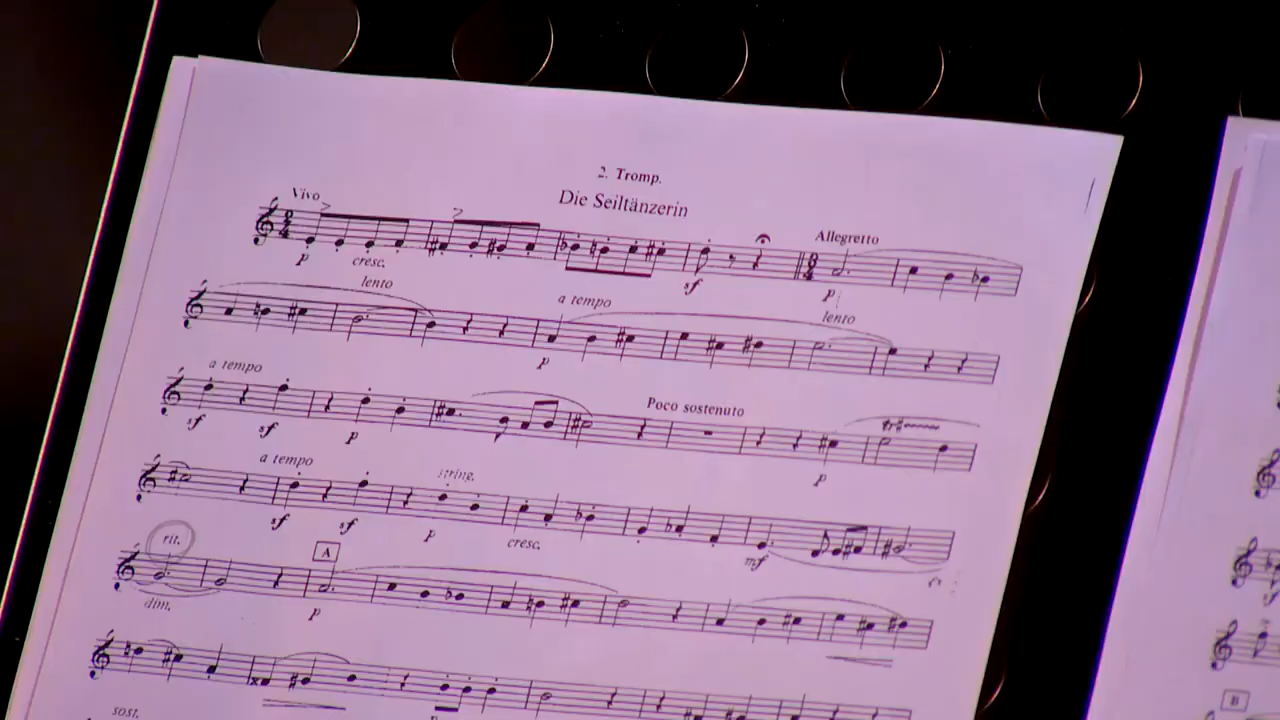 2. Tromp.
Die Seiltänzerin
Vivo
Allegretto
p cresc. sf p
lento a tempo lento
p
a tempo Poco sostenuto
sf sf p tr p
a tempo string.
sf sf p cresc. mf
rit. A
dim. p
sost.
B